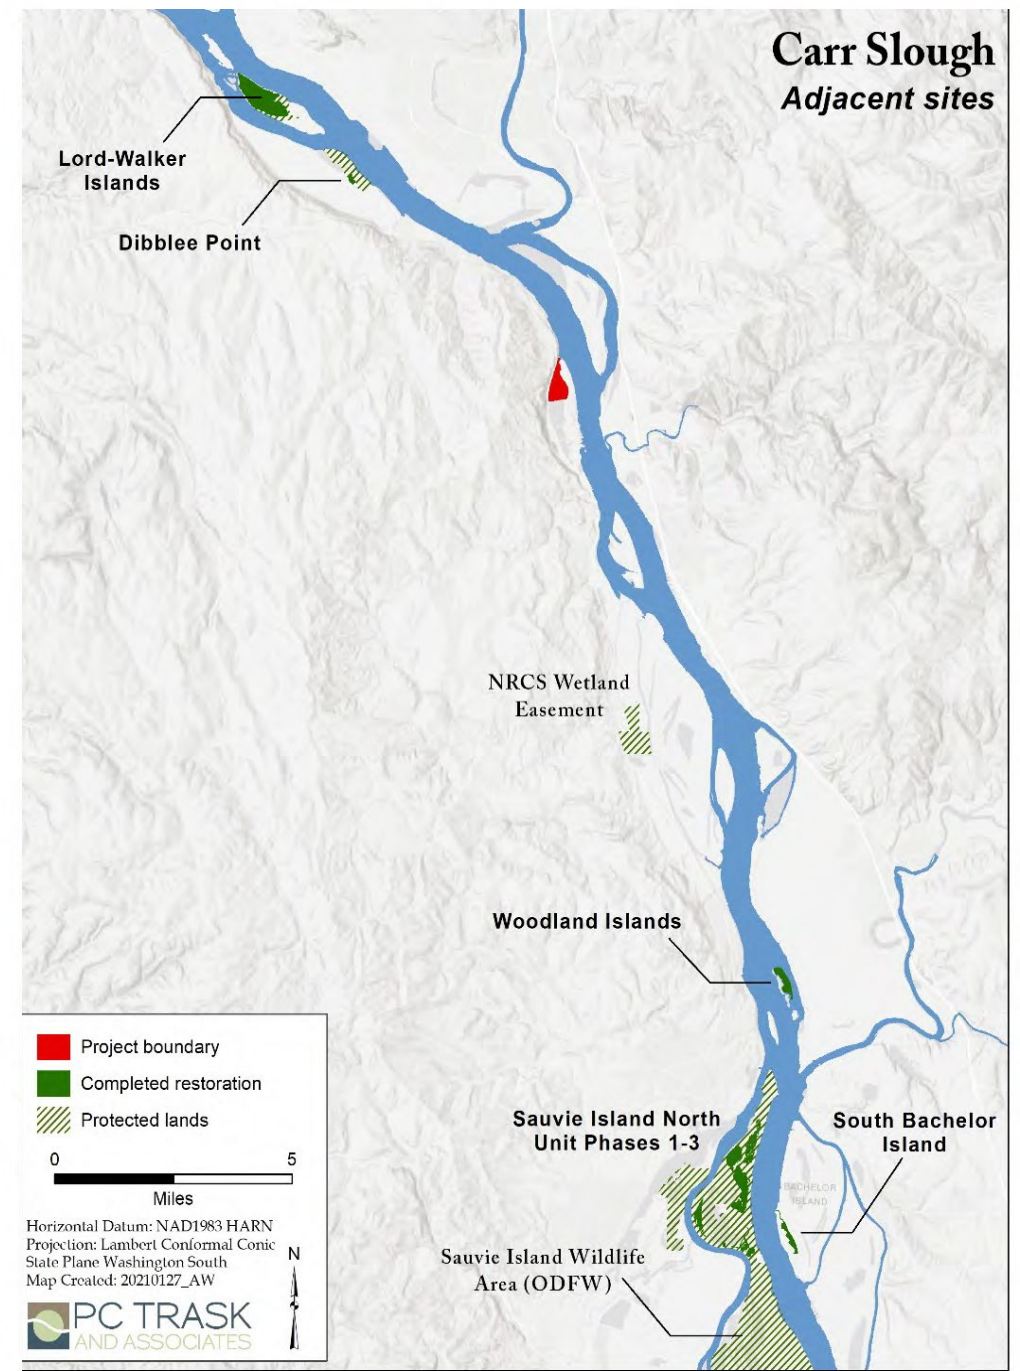 Carr Slough
Adjacent sites
Lord-Walker
Islands
Dibblee Point
NRCS Wetland
Easement
Woodland Islands
Sauvie Island North
Unit Phases 1-3
South Bachelor
Island
BACHELOR
ISLAND
Sauvie Island Wildlife
Area (ODFW)
Project boundary
Completed restoration
Protected lands
0 5
Miles
Horizontal Datum: NAD1983 HARN
Projection: Lambert Conformal Conic
State Plane Washington South
Map Created: 20210127_AW
N
PC TRASK
AND ASSOCIATES